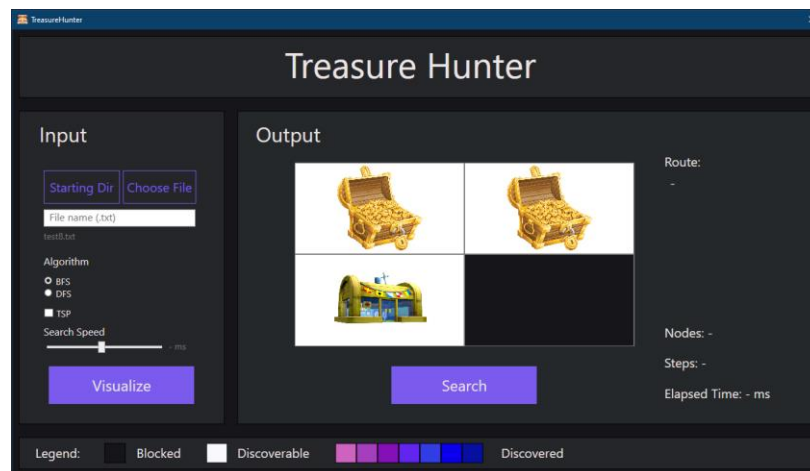 TreasureHunter
Treasure Hunter
Input
Starting Dir
Choose File
File name (.txt)
test8.txt
Algorithm
BFS
DFS
TSP
Search Speed
- ms
Visualize
Output
Search
Route:
-
Nodes: -
Steps: -
Elapsed Time: - ms
Legend:
Blocked
Discoverable
Discovered